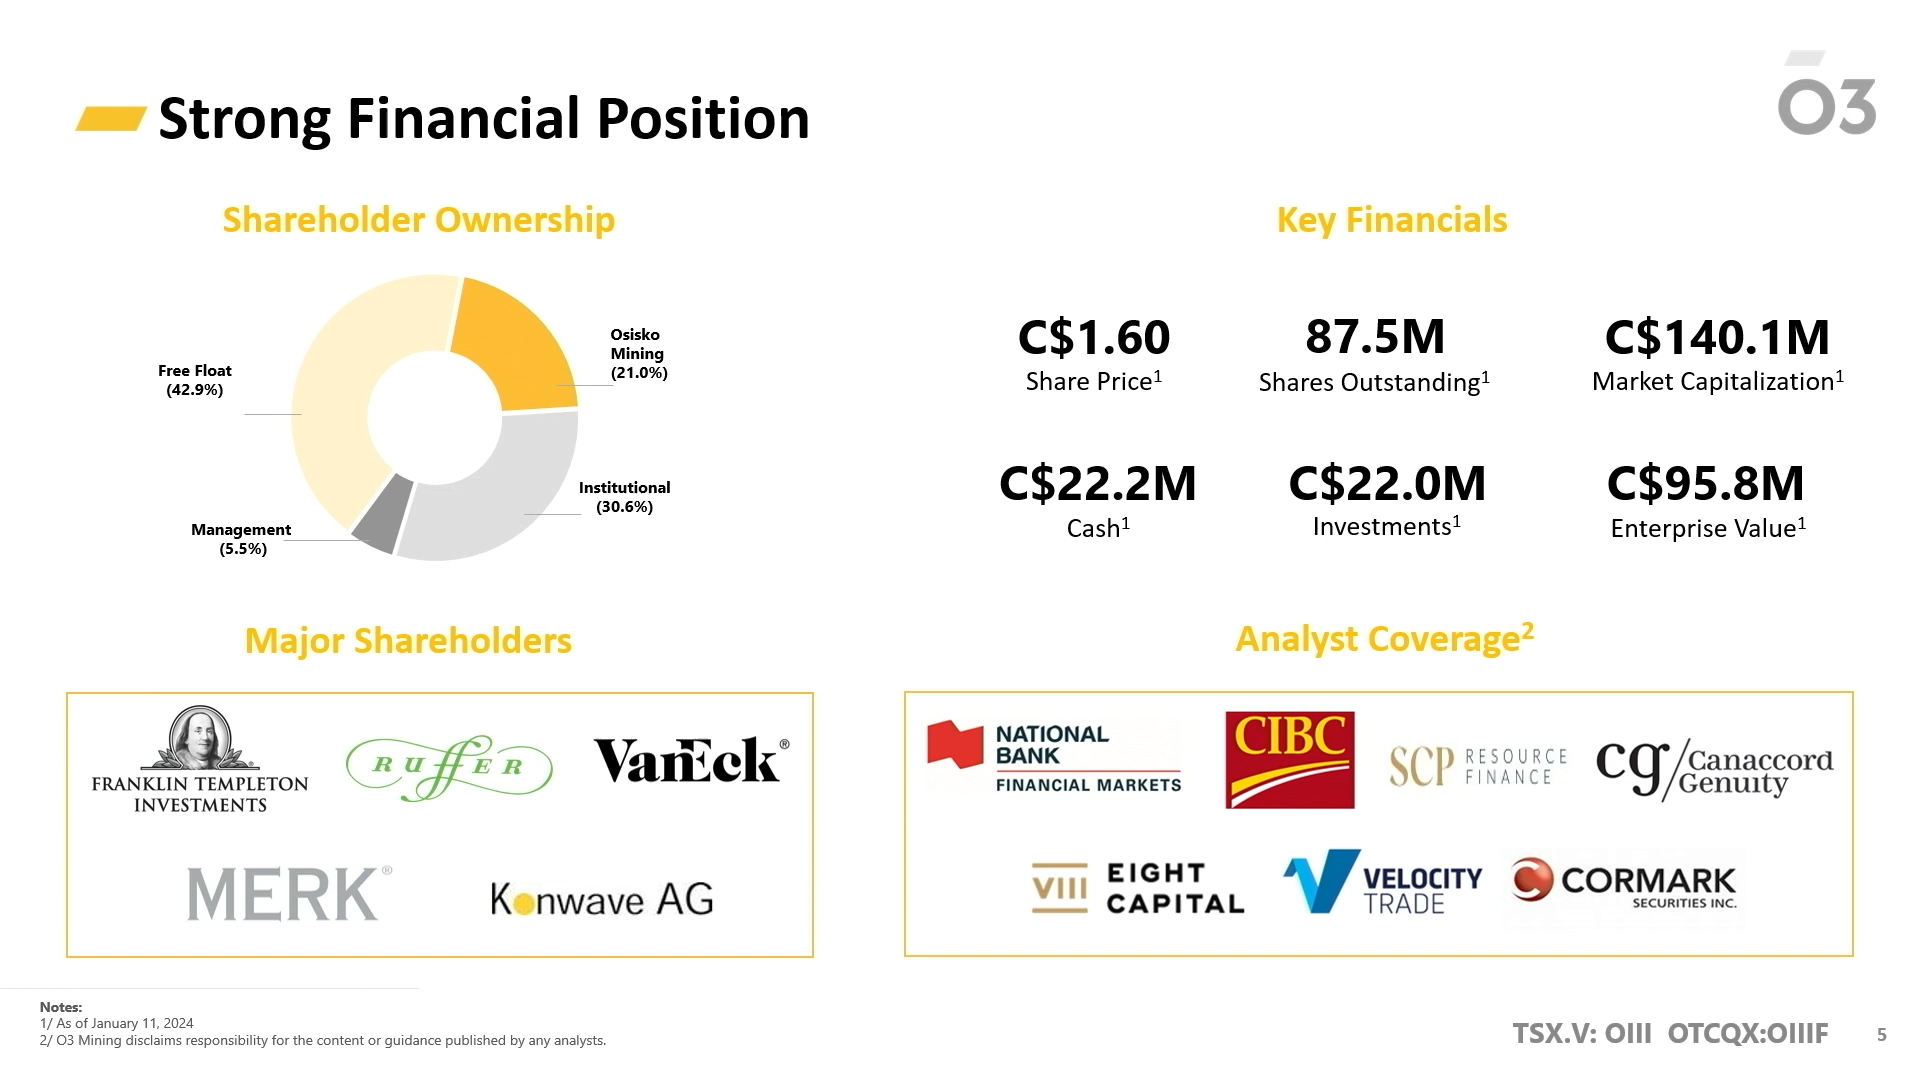 Strong Financial Position
Ō3
Shareholder Ownership
Osisko
Mining
(21.0%)
Free Float
(42.9%)
Institutional
(30.6%)
Management
(5.5%)
Key Financials
C$1.60
Share Price1
87.5M
Shares Outstanding1
C$140.1M
Market Capitalization1
C$22.2M
Cash1
C$22.0M
Investments1
C$95.8M
Enterprise Value1
Major Shareholders
FRANKLIN TEMPLETON
INVESTMENTS
RUFFER
VanEck®
MERK®
Konwave AG
Analyst Coverage2
NATIONAL
BANK
FINANCIAL MARKETS
CIBC
SCP RESOURCE
FINANCE
cg/Canaccord
Genuity
VIII EIGHT
CAPITAL
VELOCITY
TRADE
CORMARK
SECURITIES INC.
Notes:
1/ As of January 11, 2024
2/ O3 Mining disclaims responsibility for the content or guidance published by any analysts.
TSX.V: OIII OTCQX:OIIIF 5